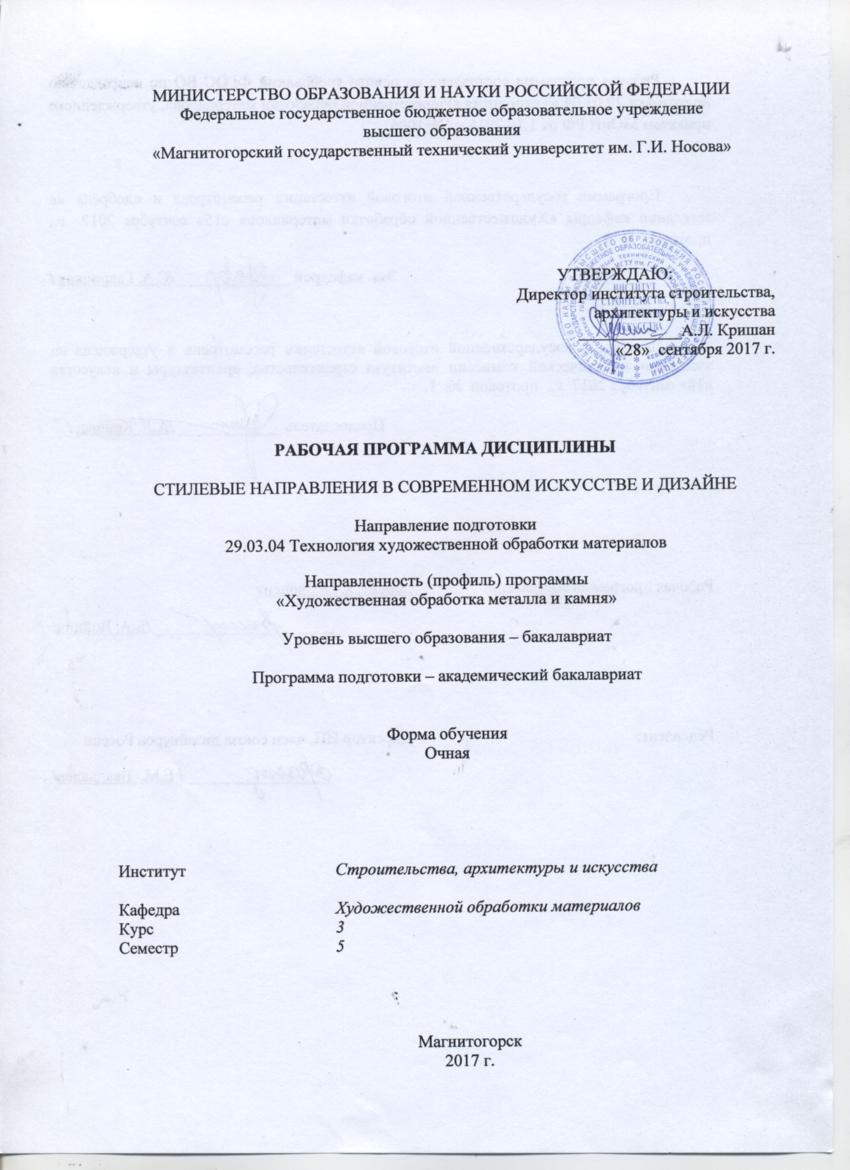 МИНИСТЕРСТВО ОБРАЗОВАНИЯ И НАУКИ РОССИЙСКОЙ ФЕДЕРАЦИИ
Федеральное государственное бюджетное образовательное учреждение
высшего образования
«Магнитогорский государственный технический университет им. Г.И. Носова»
УТВЕРЖДАЮ:
Директор института строительства,
архитектуры и искусства
А.Л. Кришан
«28» сентября 2017 г.
РАБОЧАЯ ПРОГРАММА ДИСЦИПЛИНЫ
СТИЛЕВЫЕ НАПРАВЛЕНИЯ В СОВРЕМЕННОМ ИСКУССТВЕ И ДИЗАЙНЕ
Направление подготовки
29.03.04 Технология художественной обработки материалов
Направленность (профиль) программы
«Художественная обработка металла и камня»
Уровень высшего образования – бакалавриат
Программа подготовки – академический бакалавриат
Форма обучения
Очная
Институт Строительства, архитектуры и искусства
Кафедра Художественной обработки материалов
Курс 3
Семестр 5
Магнитогорск
2017 г.